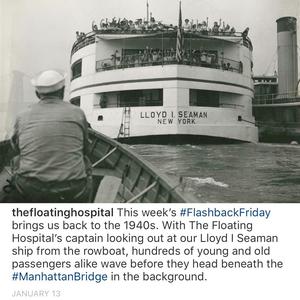 LLOYD I. SEAMAN
NEW YORK
thefloatinghospital This week's #FlashbackFriday
brings us back to the 1940s. With The Floating
Hospital's captain looking out at our Lloyd I Seaman
ship from the rowboat, hundreds of young and old
passengers alike wave before they head beneath the
#ManhattanBridge in the background.
JANUARY 13